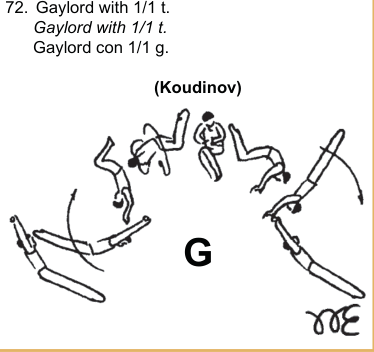 72. Gaylord with 1/1 t.
Gaylord with 1/1 t.
Gaylord con 1/1 g.
(Koudinov)
G